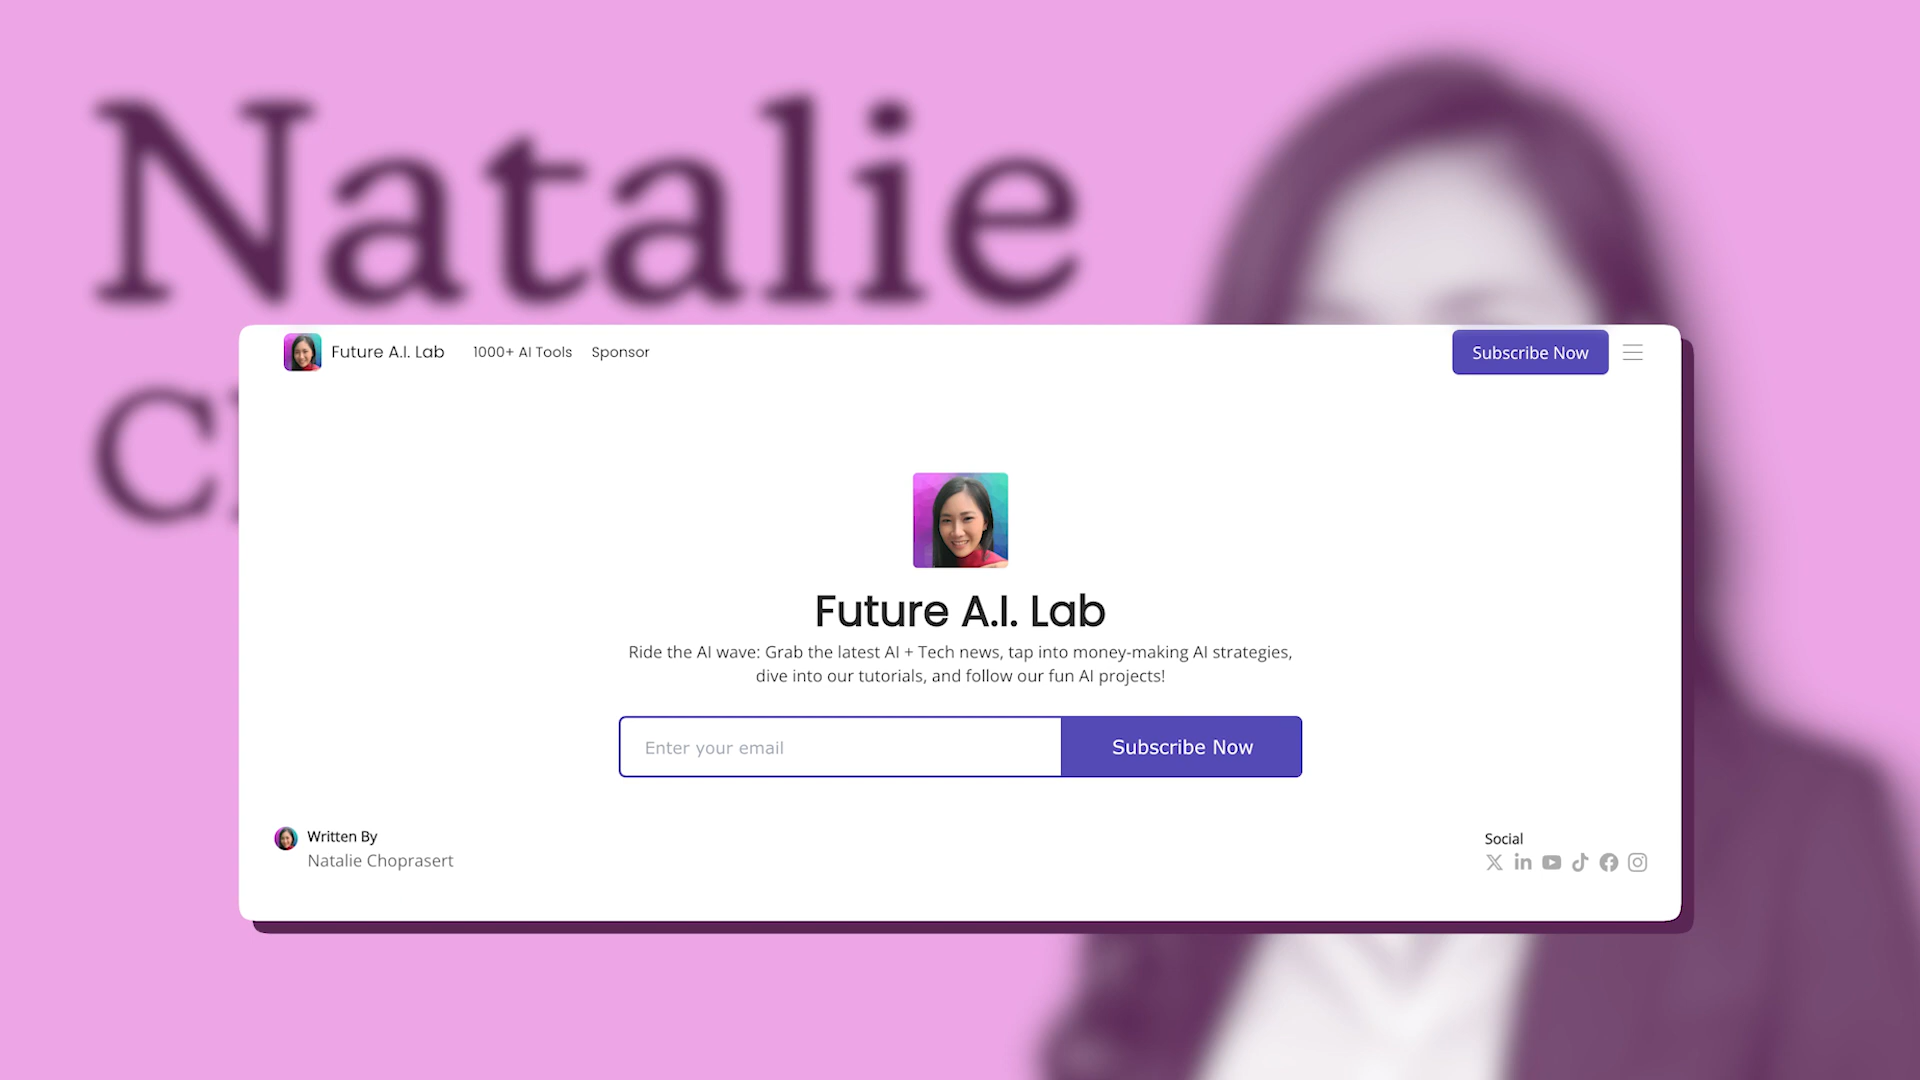 Natalie
Future A.I. Lab
1000+ AI Tools
Sponsor
Subscribe Now
Future A.I. Lab
Ride the AI wave: Grab the latest AI + Tech news, tap into money-making AI strategies,
dive into our tutorials, and follow our fun AI projects!
Enter your email
Subscribe Now
Written By
Natalie Choprasert
Social